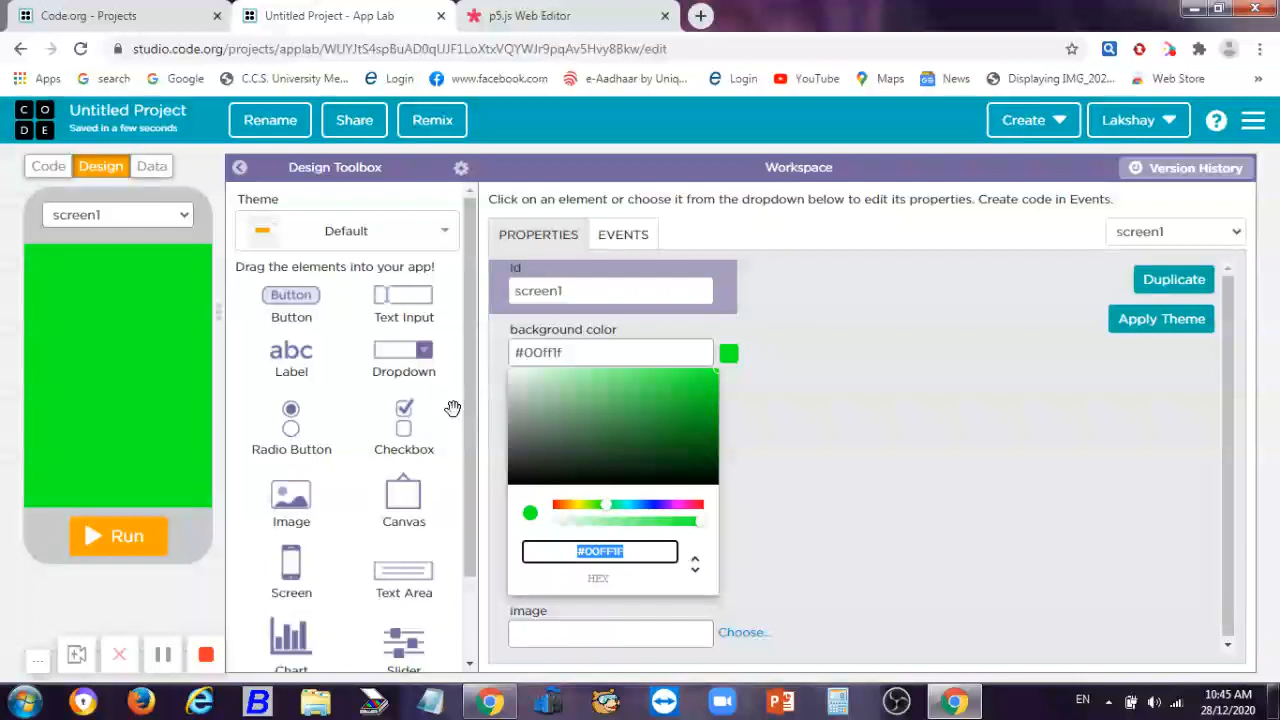 Code.org - Projects
Untitled Project - App Lab
p5.js Web Editor
studio.code.org/projects/applab/WUYJtS4spBuAD0qUJF1LoXtxVQYWJr9pqAv5Hvy8Bkw/edit
Apps search Google C.C.S. University Me... Login www.facebook.com e-Aadhaar by Uniq... Login YouTube Maps News Displaying IMG_202... Web Store
CODE
Untitled Project
Saved in a few seconds
Rename Share Remix Create Lakshay ?
Code Design Data
Design Toolbox
Workspace
Version History
screen1
Theme
Default
Drag the elements into your app!
Button
Button
Text Input
abc
Label
Dropdown
Radio Button
Checkbox
Image
Canvas
Screen
Text Area
Chart
Slider
Run
Click on an element or choose it from the dropdown below to edit its properties. Create code in Events.
PROPERTIES EVENTS
screen1
Id
screen1
Duplicate
Apply Theme
background color
#00ff1f
#00FF1F
HEX
image
Choose...
EN
10:45 AM
28/12/2020